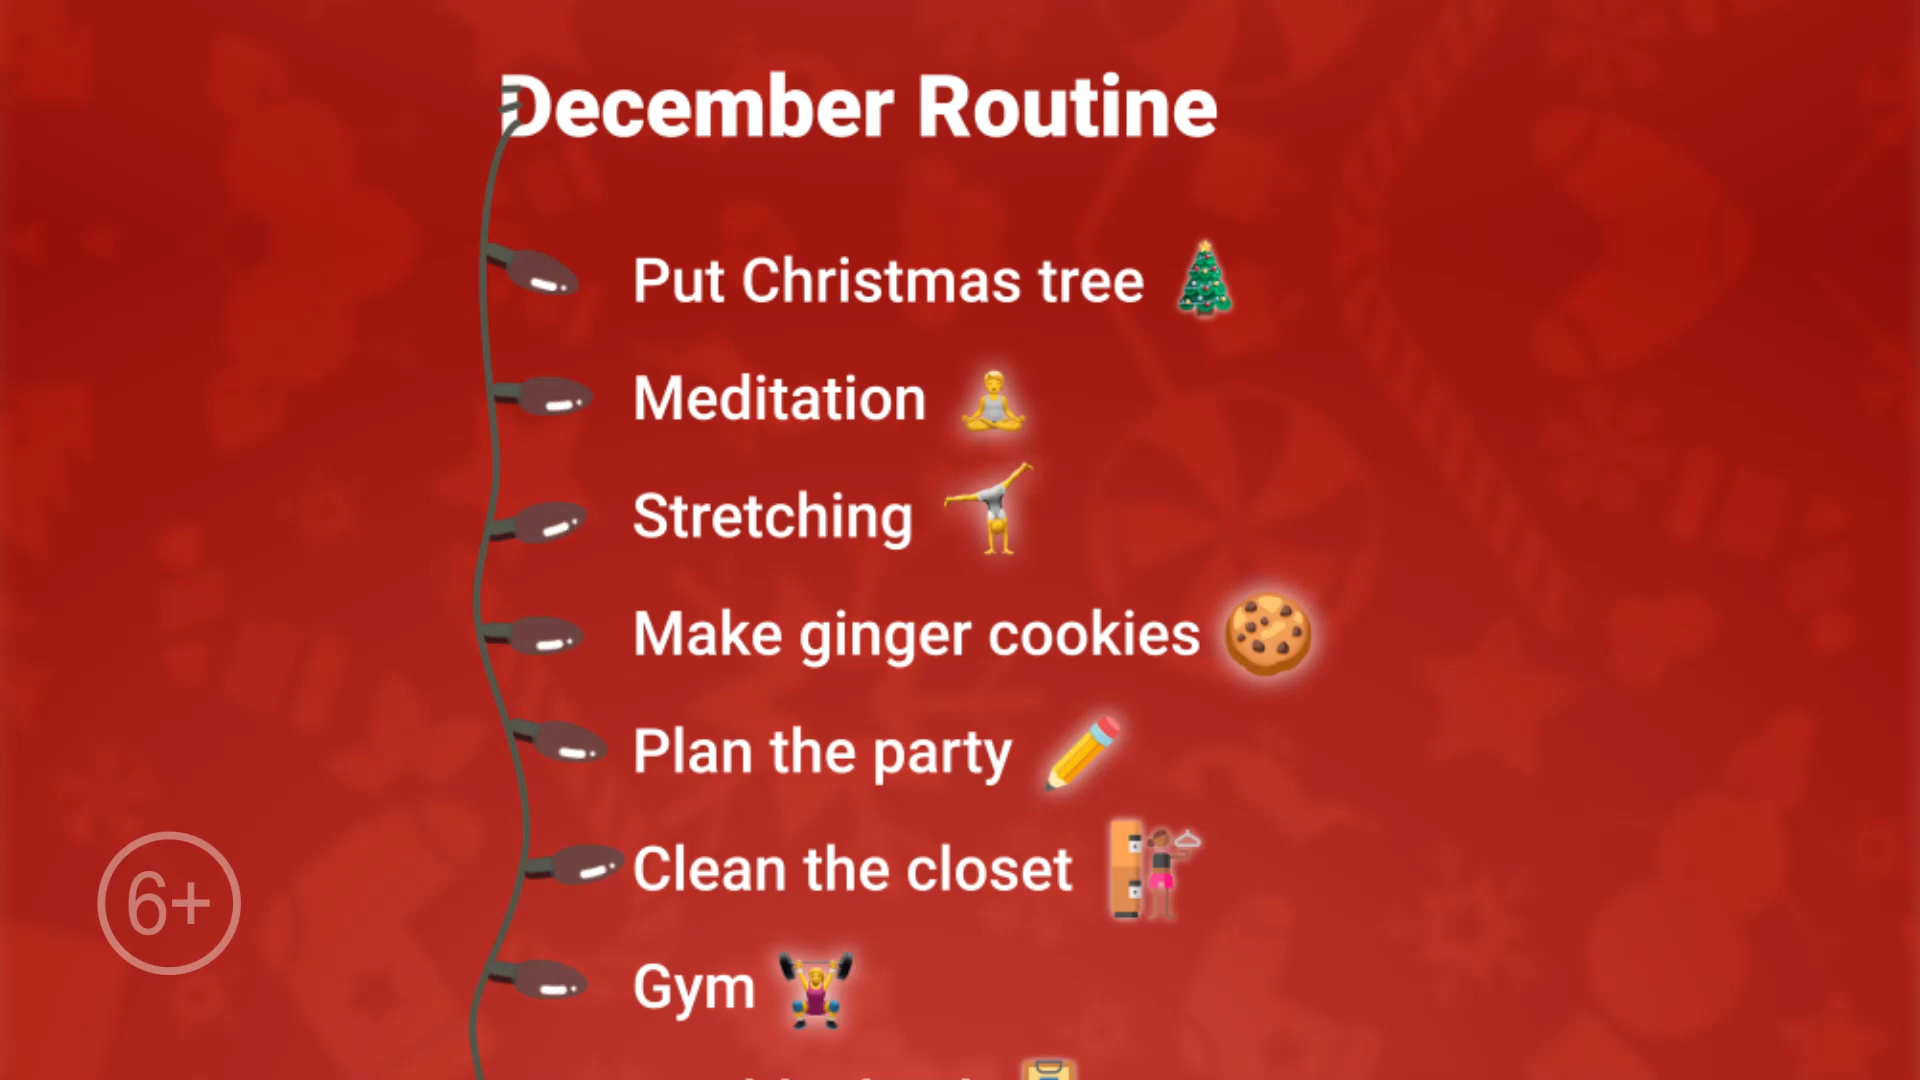 December Routine
Put Christmas tree
Meditation
Stretching
Make ginger cookies
Plan the party
Clean the closet
Gym
6+